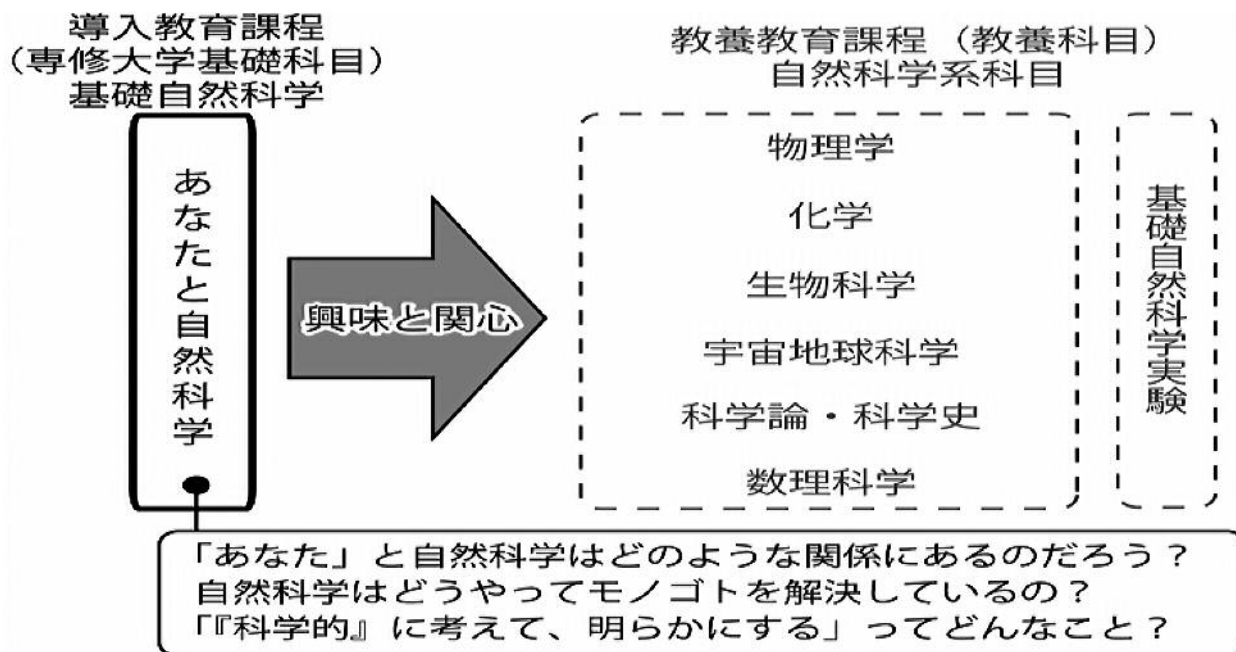 導入教育課程
(専修大学基礎科目)
基礎自然科学
あなたと自然科学
興味と関心
教養教育課程 (教養科目)
自然科学系科目
物理学
化学
生物科学
宇宙地球科学
科学論・科学史
数理科学
基礎自然科学実験
「あなた」と自然科学はどのような関係にあるのだろう？
自然科学はどうやってモノゴトを解決しているの？
「『科学的』に考えて、明らかにする」ってどんなこと？